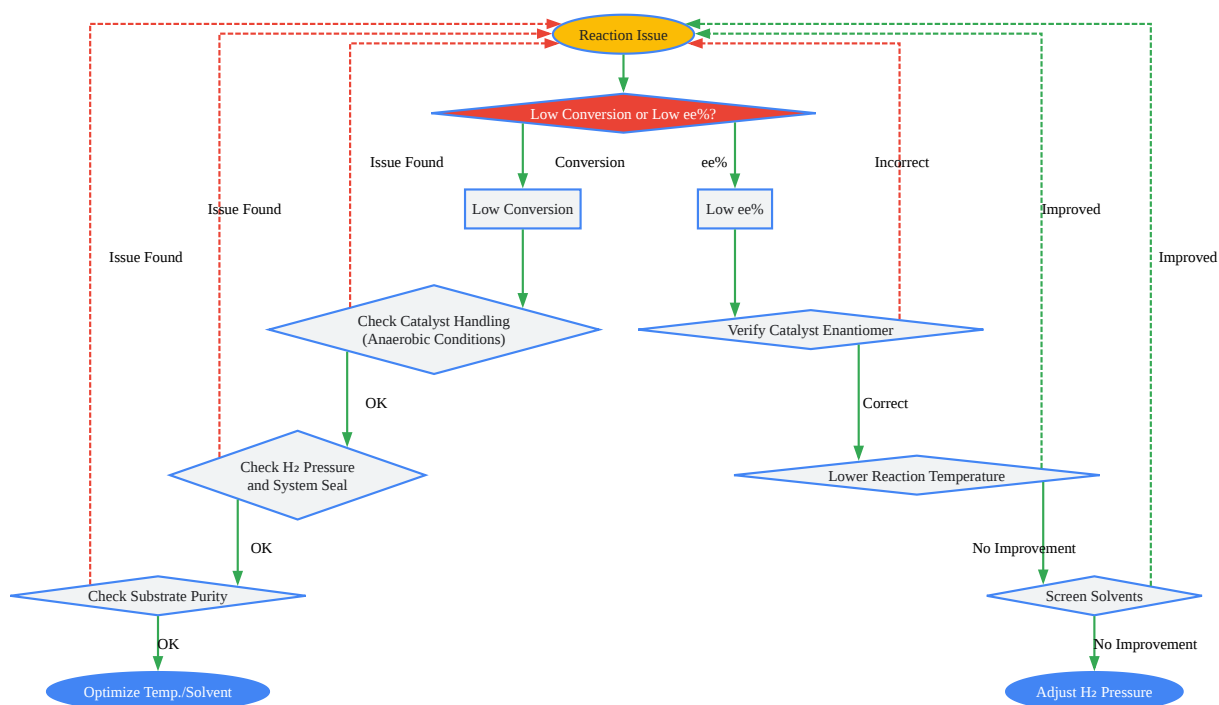 Reaction Issue
Low Conversion or Low ee%?
Issue Found
Conversion
ee%
Incorrect
Issue Found
Low Conversion
Low ee%
Improved
Issue Found
Improved
Check Catalyst Handling
(Anaerobic Conditions)
Verify Catalyst Enantiomer
OK
Correct
Check H₂ Pressure
and System Seal
Lower Reaction Temperature
OK
No Improvement
Check Substrate Purity
Screen Solvents
OK
No Improvement
Optimize Temp./Solvent
Adjust H₂ Pressure